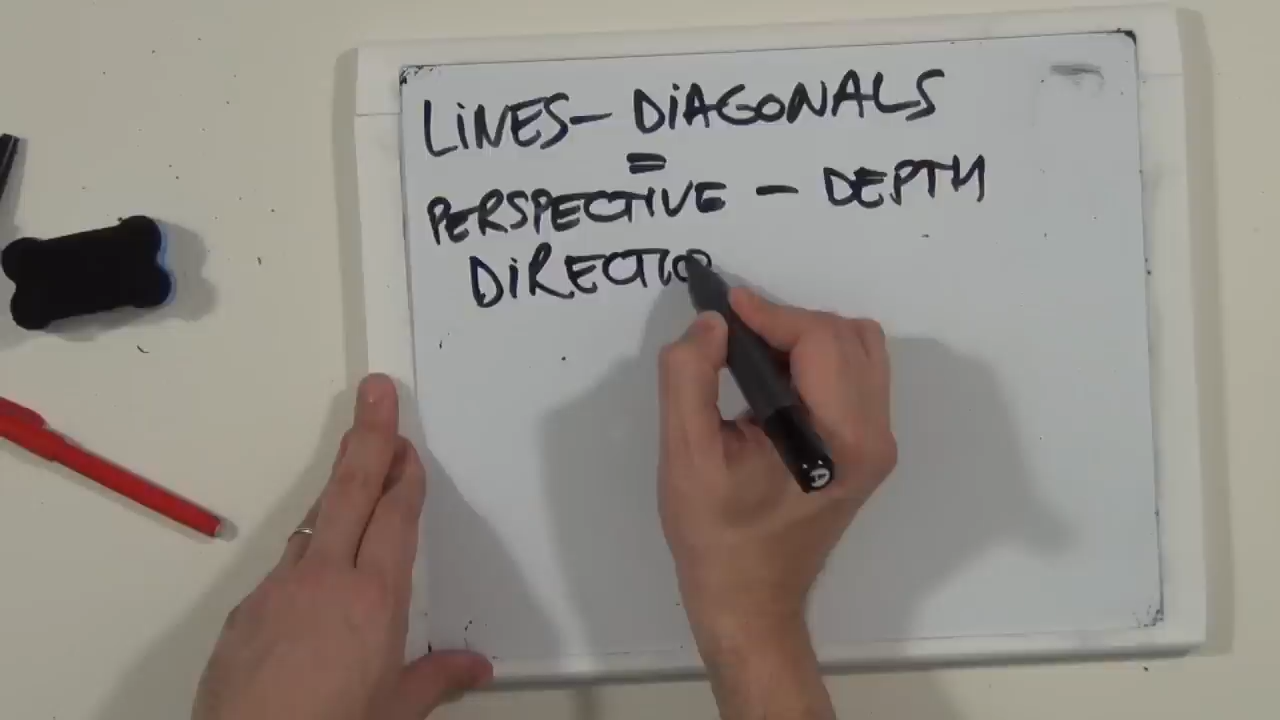 LiNES- DiAGONALS
=
PERSPECTIVE - DEPTH
DiRECTIO